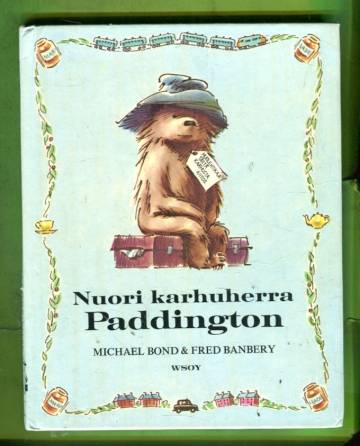 Nuori karhuherra
Paddington
MICHAEL BOND & FRED BANBERY
WSOY